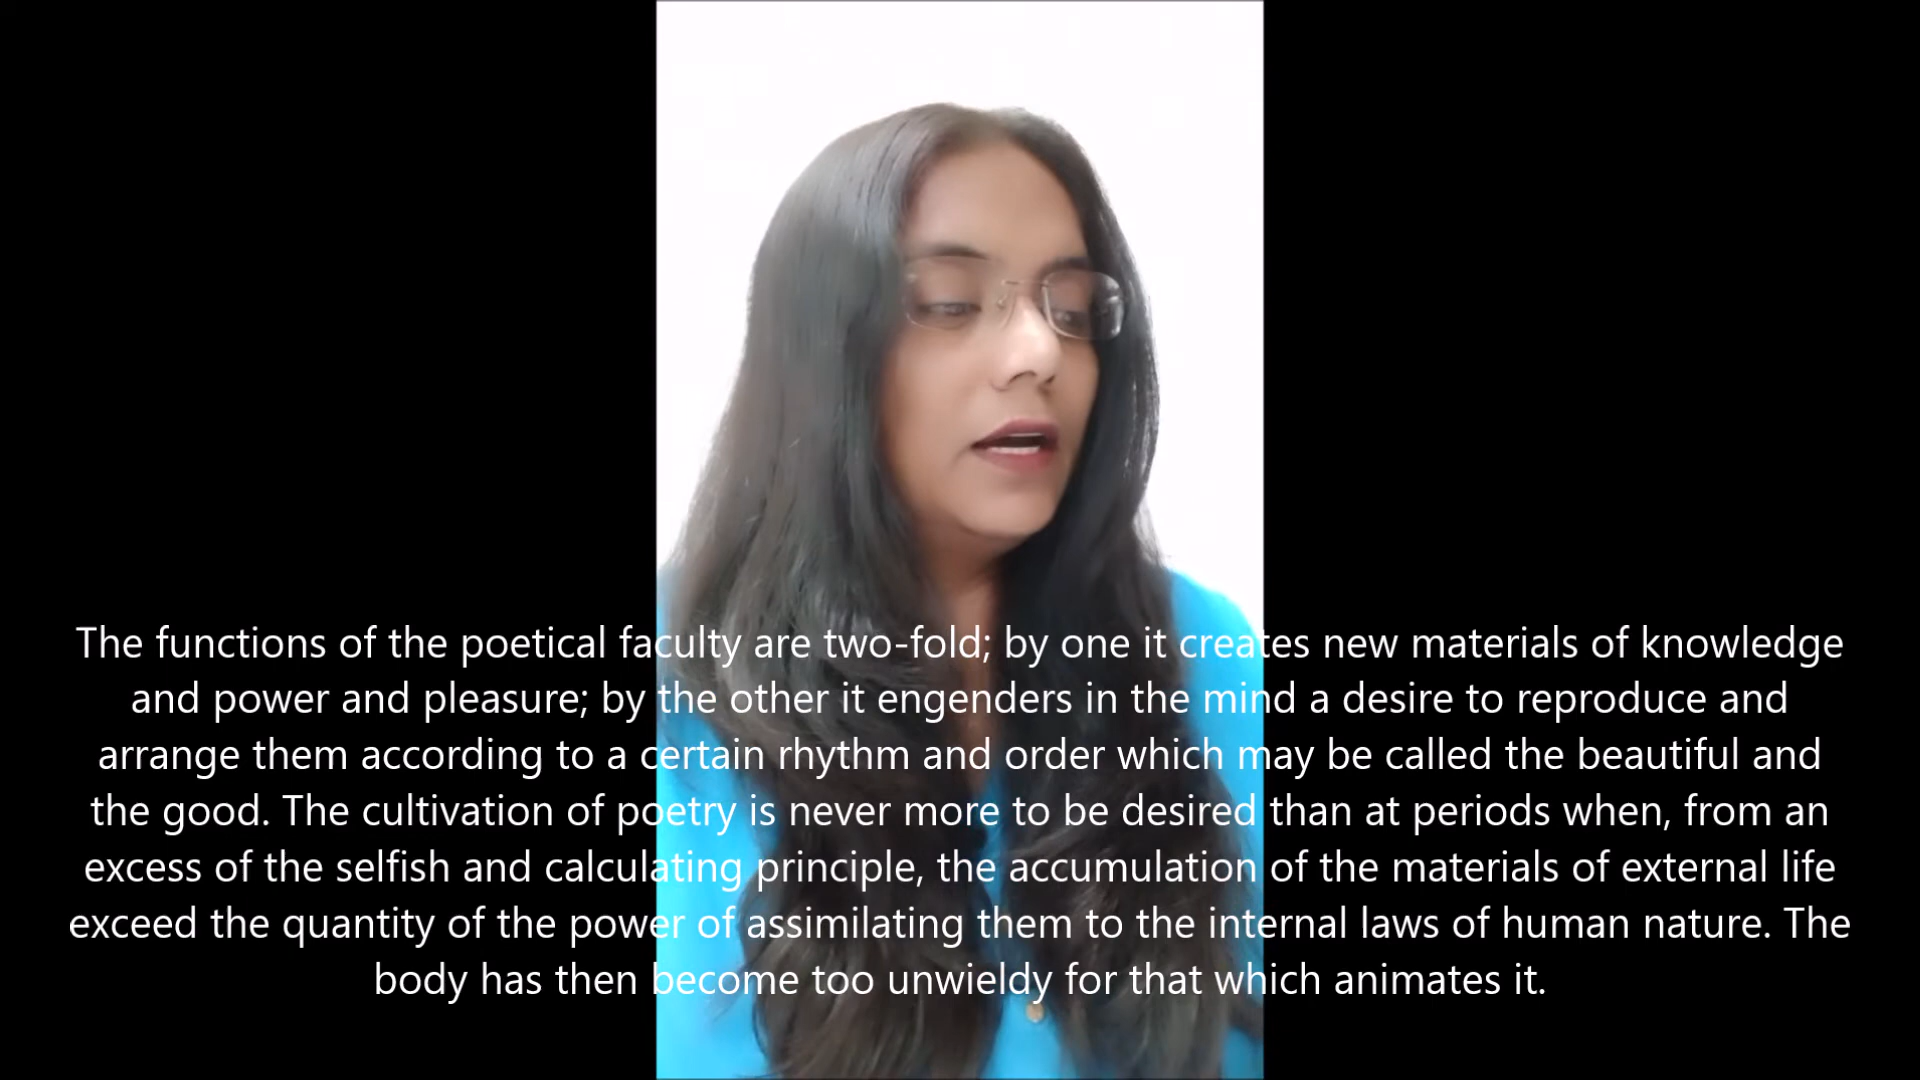 The functions of the poetical faculty are two-fold; by one it creates new materials of knowledge
and power and pleasure; by the other it engenders in the mind a desire to reproduce and
arrange them according to a certain rhythm and order which may be called the beautiful and
the good. The cultivation of poetry is never more to be desired than at periods when, from an
excess of the selfish and calculating principle, the accumulation of the materials of external life
exceed the quantity of the power of assimilating them to the internal laws of human nature. The
body has then become too unwieldy for that which animates it.